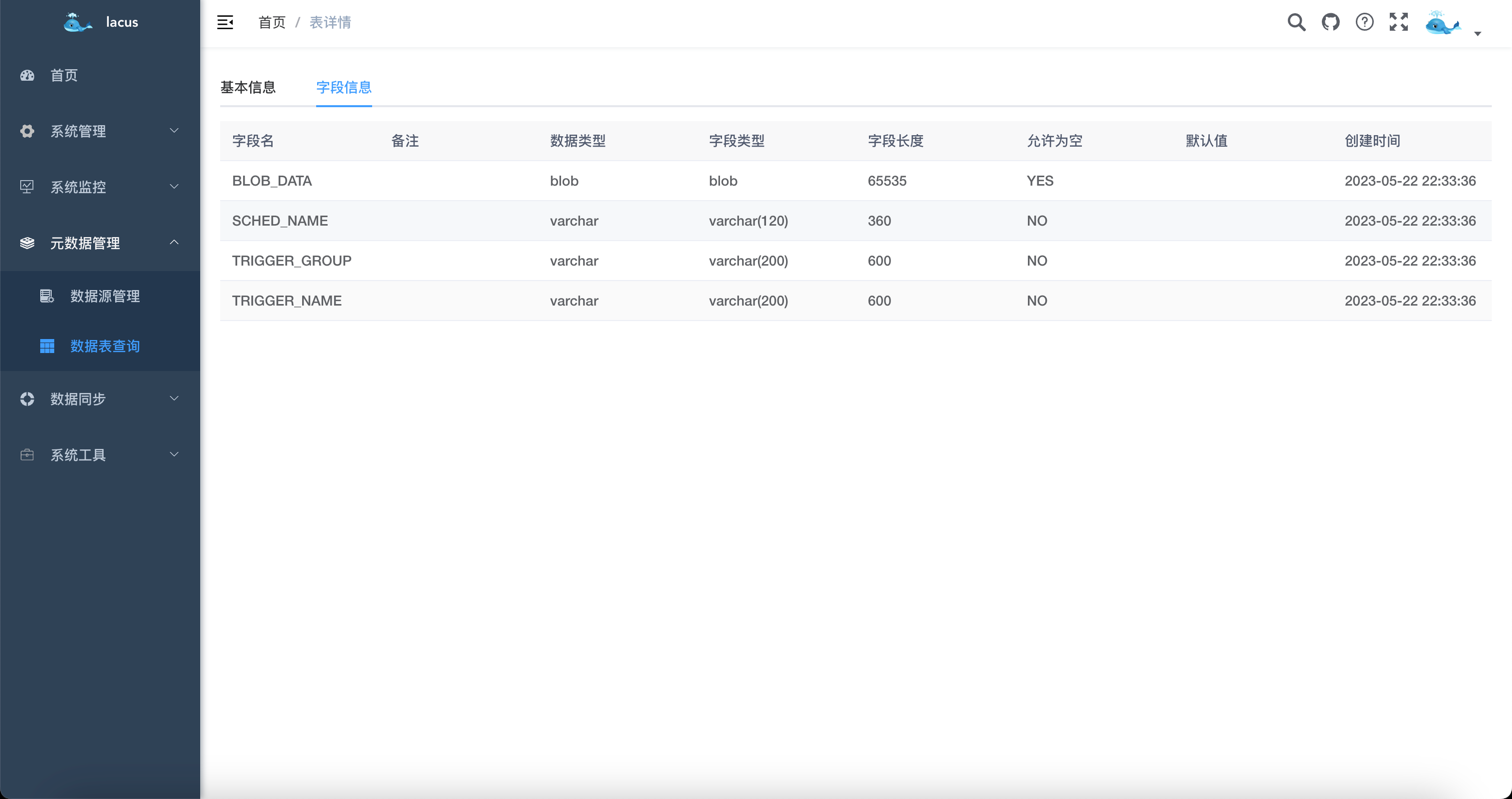 lacus
首页
系统管理
系统监控
元数据管理
数据源管理
数据表查询
数据同步
系统工具
首页 / 表详情
基本信息 字段信息
字段名 备注 数据类型 字段类型 字段长度 允许为空 默认值 创建时间
BLOB_DATA blob blob 65535 YES 2023-05-22 22:33:36
SCHED_NAME varchar varchar(120) 360 NO 2023-05-22 22:33:36
TRIGGER_GROUP varchar varchar(200) 600 NO 2023-05-22 22:33:36
TRIGGER_NAME varchar varchar(200) 600 NO 2023-05-22 22:33:36